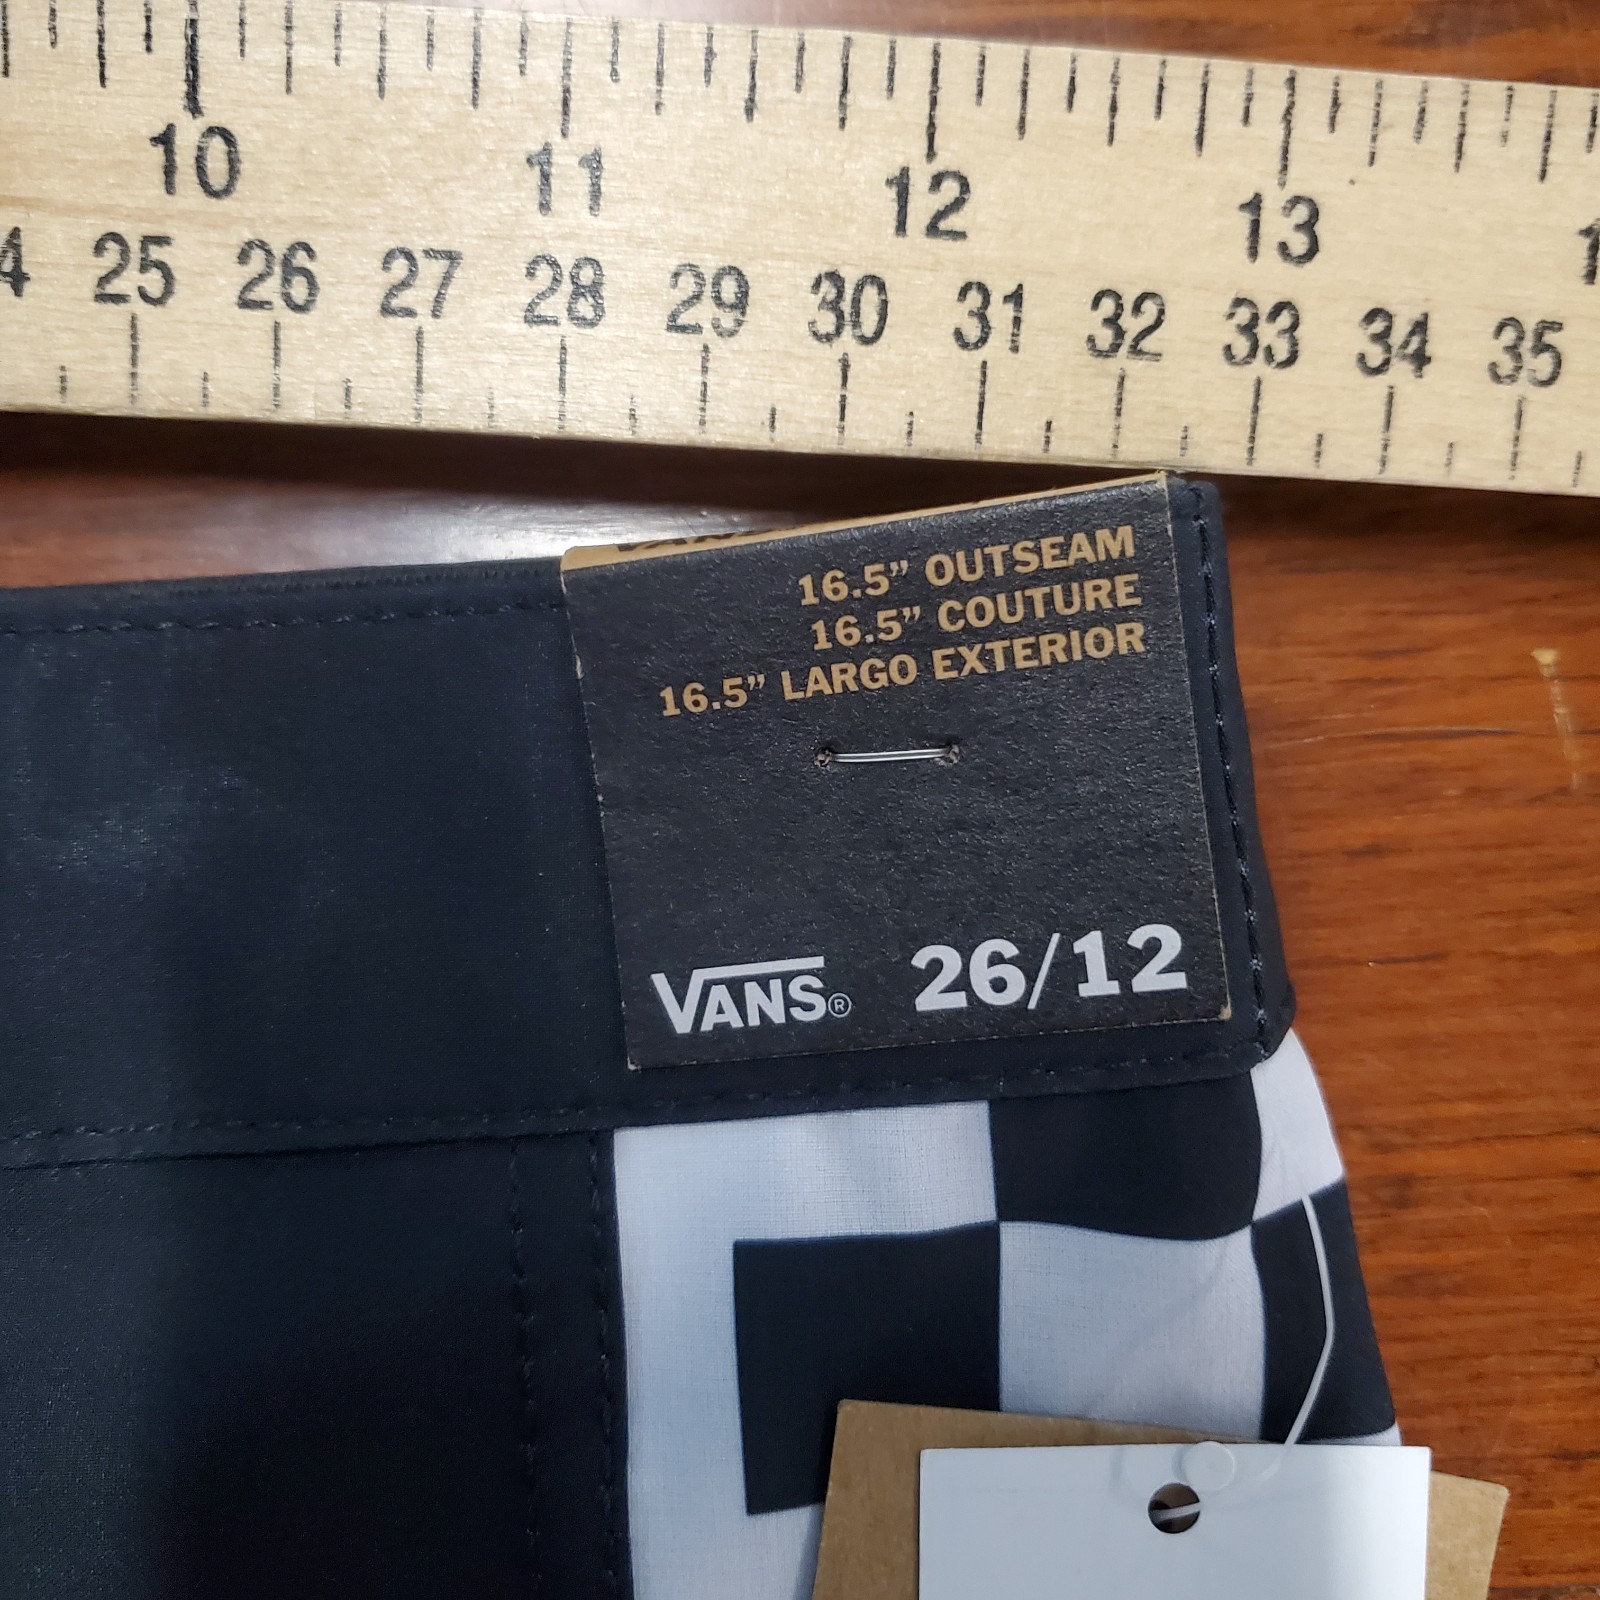 10 11 12 13
25 26 27 28 29 30 31 32 33 34 35
16.5” OUTSEAM
16.5” COUTURE
16.5” LARGO EXTERIOR
VANS® 26/12